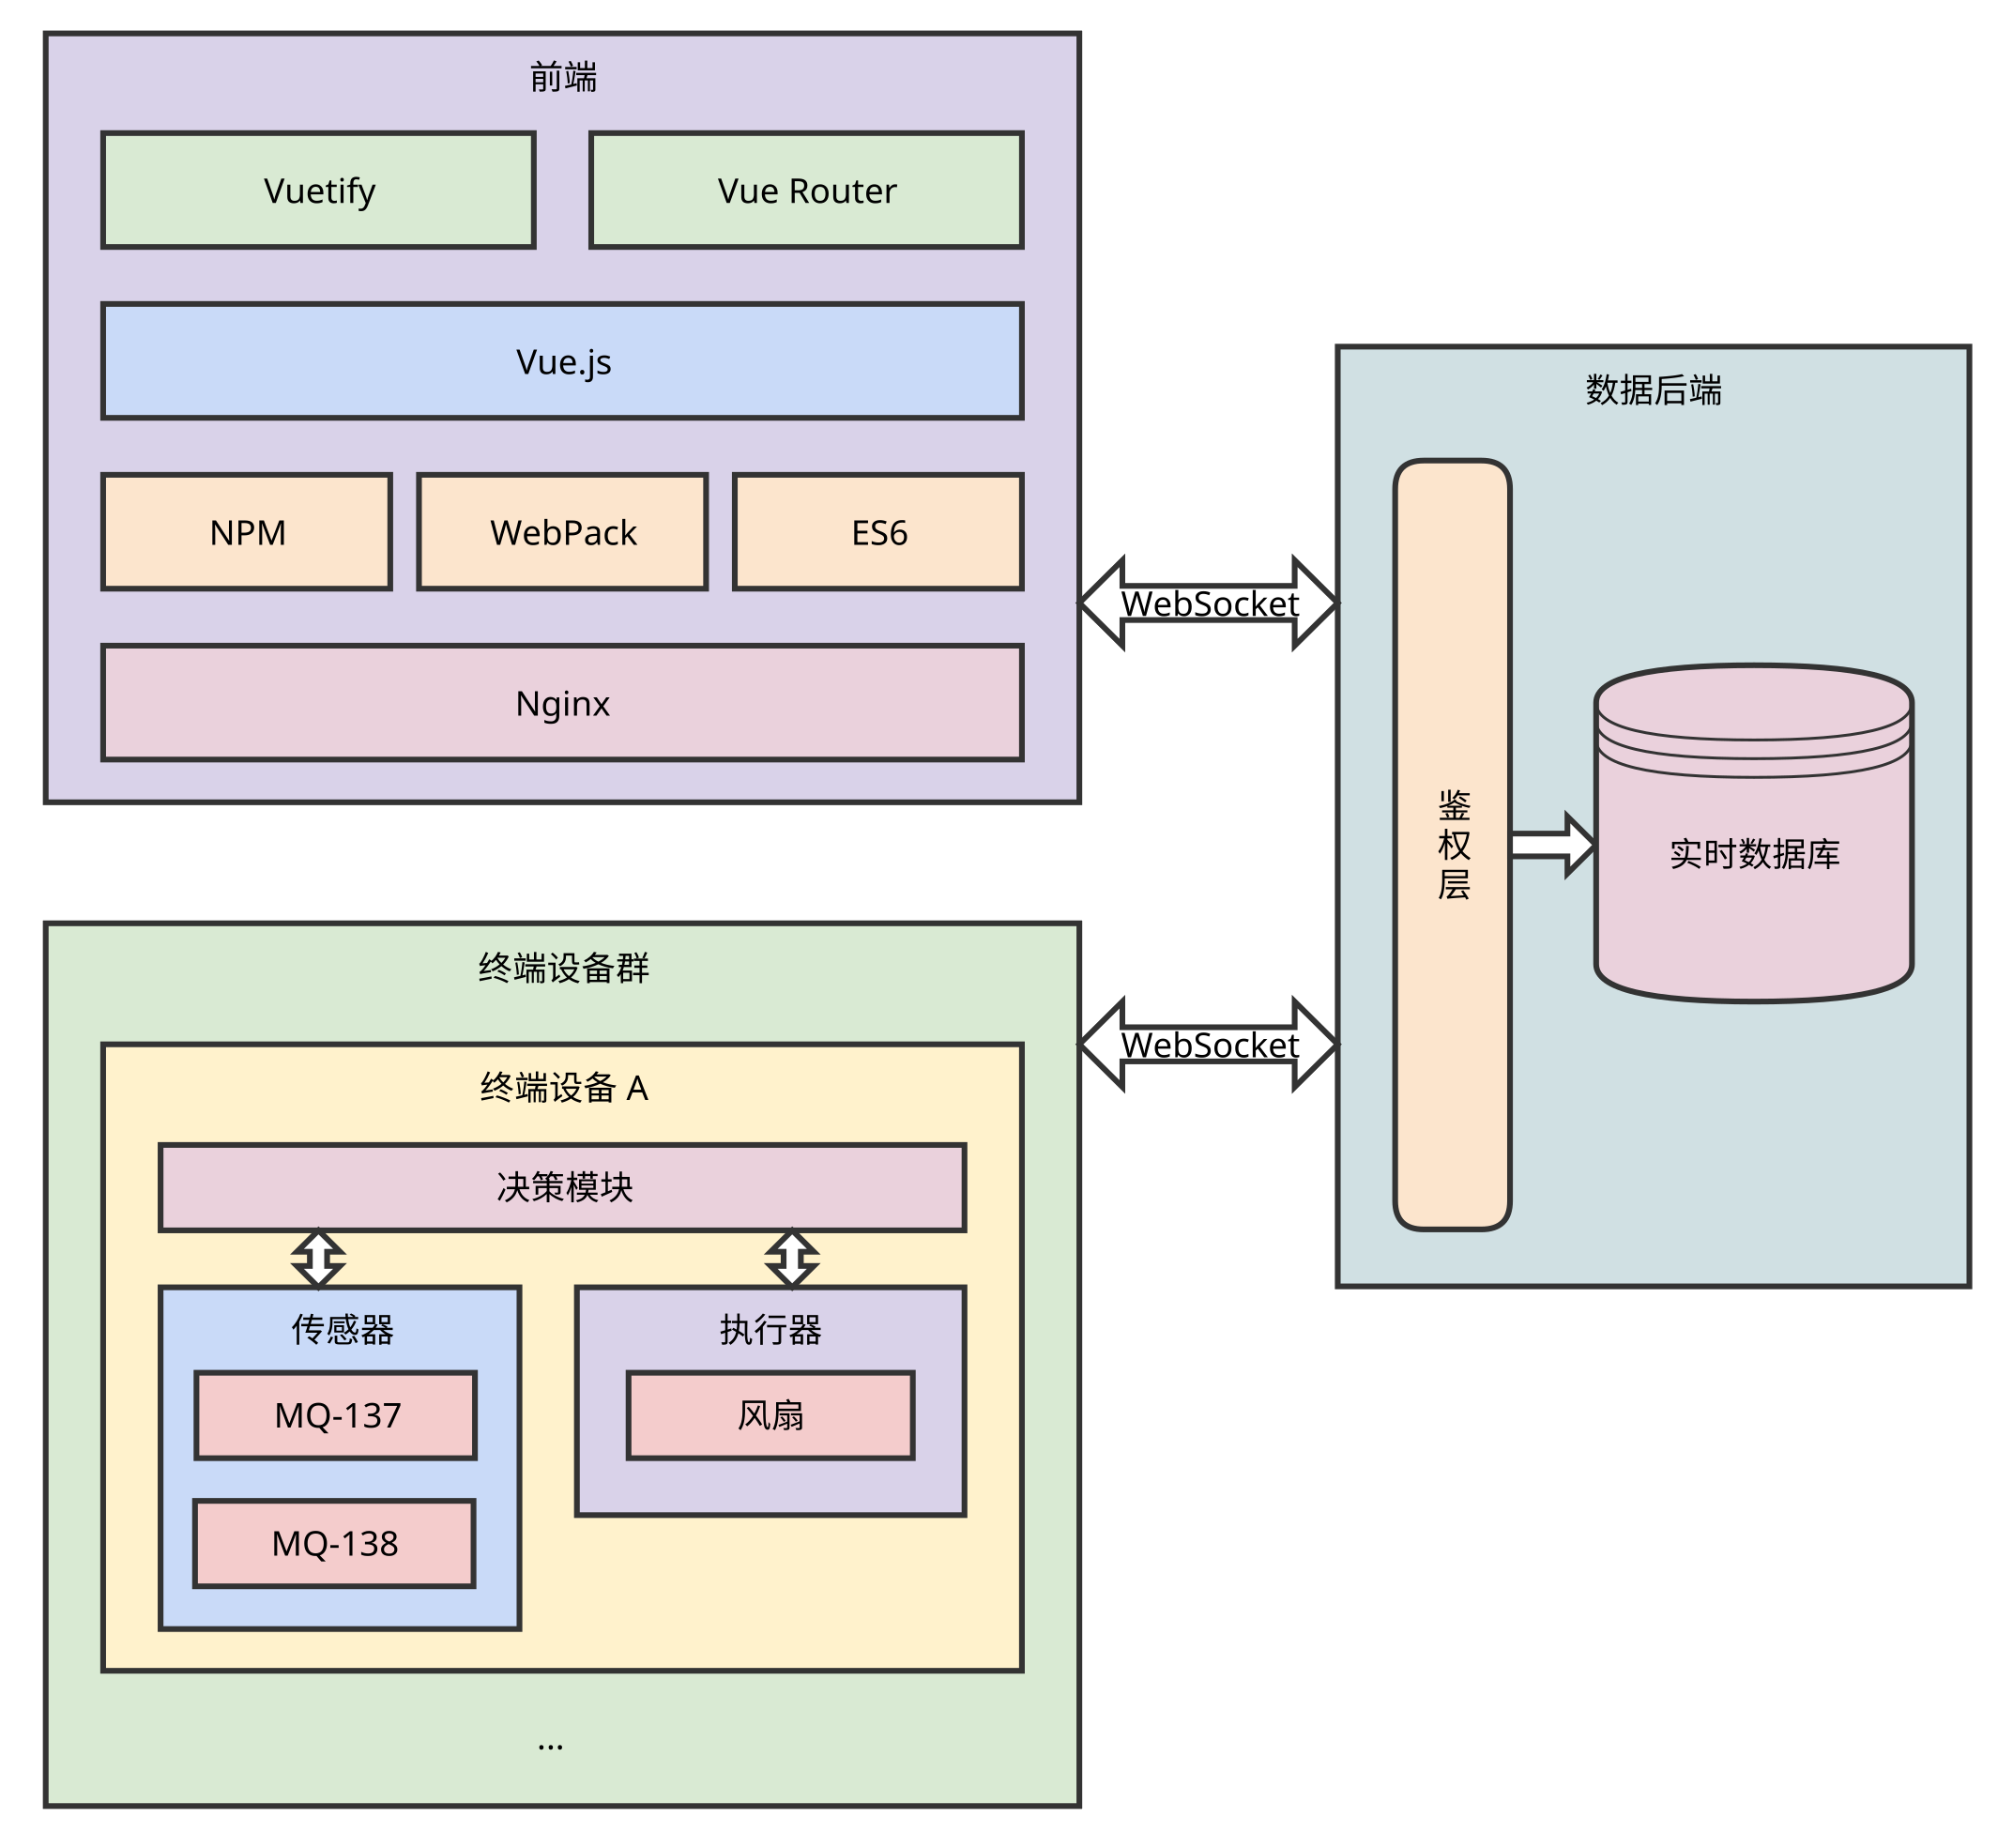 前端
Vuetify
Vue Router
Vue.js
NPM
WebPack
ES6
Nginx
WebSocket
数据后端
鉴
权
层
实时数据库
终端设备群
WebSocket
终端设备 A
决策模块
传感器
MQ-137
MQ-138
执行器
风扇
...